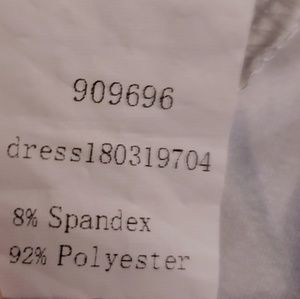 909696
dress180319704
8% Spandex
92% Polyester